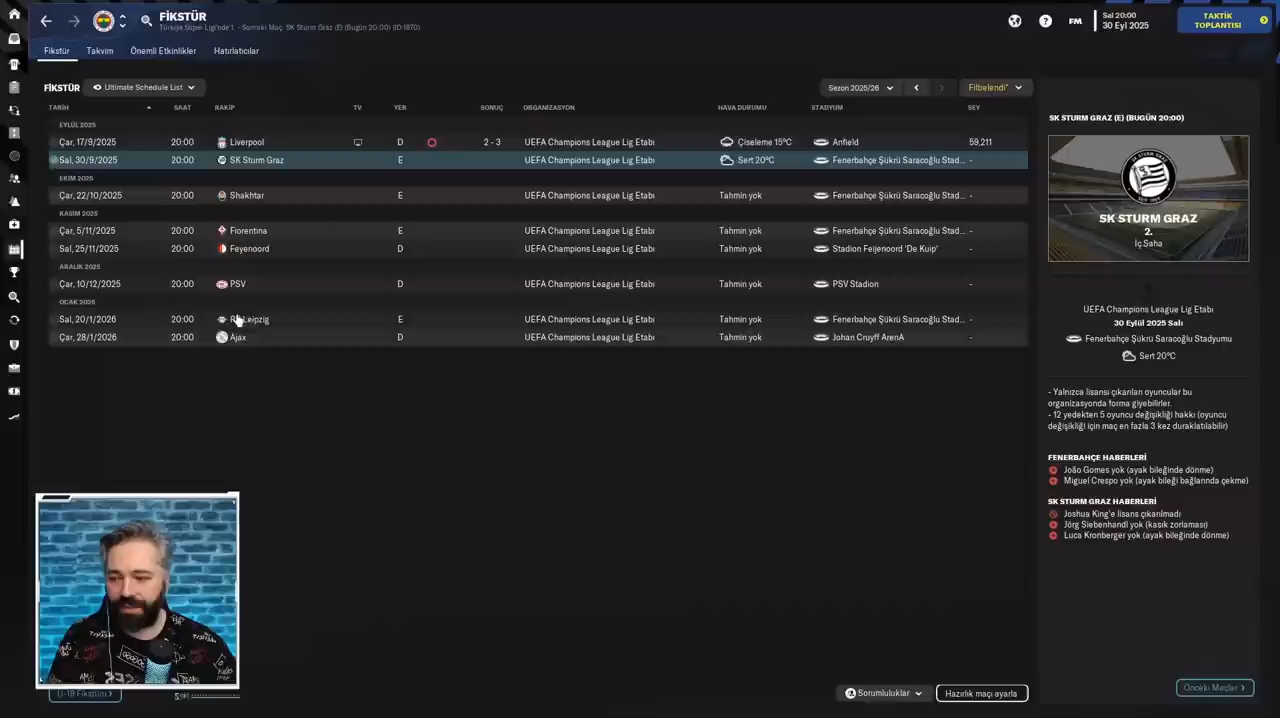 FİKSTÜR
Türkiye Süper Ligi'nde 1. - Sonraki Maç: SK Sturm Graz (E) (Bugün 20.00) (ID:1870)
FM
Sal 20:00
30 Eyl 2025
TAKTİK
TOPLANTISI
Fikstür Takvim Önemli Etkinlikler Hatırlatıcılar
FİKSTÜR Ultimate Schedule List Sezon 2025/26 Filtrelendi*
TARİH SAAT RAKİP TV YER SONUÇ ORGANİZASYON HAVA DURUMU STADYUM SEY
EYLÜL 2025
Çar, 17/9/2025 20:00 Liverpool D 2 - 3 UEFA Champions League Lig Etabı Çiseleme 15ºC Anfield 59,211
Sal, 30/9/2025 20:00 SK Sturm Graz E UEFA Champions League Lig Etabı Sert 20ºC Fenerbahçe Şükrü Saracoğlu Stad... -
EKİM 2025
Çar, 22/10/2025 20:00 Shakhtar E UEFA Champions League Lig Etabı Tahmin yok Fenerbahçe Şükrü Saracoğlu Stad... -
KASIM 2025
Çar, 5/11/2025 20:00 Fiorentina E UEFA Champions League Lig Etabı Tahmin yok Fenerbahçe Şükrü Saracoğlu Stad... -
Sal, 25/11/2025 20:00 Feyenoord D UEFA Champions League Lig Etabı Tahmin yok Stadion Feijenoord 'De Kuip' -
ARALIK 2025
Çar, 10/12/2025 20:00 PSV D UEFA Champions League Lig Etabı Tahmin yok PSV Stadion -
OCAK 2026
Sal, 20/1/2026 20:00 Leipzig E UEFA Champions League Lig Etabı Tahmin yok Fenerbahçe Şükrü Saracoğlu Stad... -
Çar, 28/1/2026 20:00 Ajax D UEFA Champions League Lig Etabı Tahmin yok Johan Cruyff ArenA -
SK STURM GRAZ (E) (BUGÜN 20:00)
SK STURM GRAZ
2.
İç Saha
UEFA Champions League Lig Etabı
30 Eylül 2025 Salı
Fenerbahçe Şükrü Saracoğlu Stadyumu
Sert 20ºC
- Yalnızca lisansı çıkarılan oyuncular bu
organizasyonda forma giyebilirler.
- 12 yedekten 5 oyuncu değişikliği hakkı (oyuncu
değişikliği için maç en fazla 3 kez duraklatılabilir)
FENERBAHÇE HABERLERİ
João Gomes yok (ayak bileğinde dönme)
Miguel Crespo yok (ayak bileği bağlarında çekme)
SK STURM GRAZ HABERLERİ
Joshua King'e lisans çıkarılmadı
Jörg Siebenhandl yok (kasık zorlaması)
Luca Kronberger yok (ayak bileğinde dönme)
U-19 Fikstürü Sorumluluklar Hazırlık maçı ayarla Önceki Maçlar